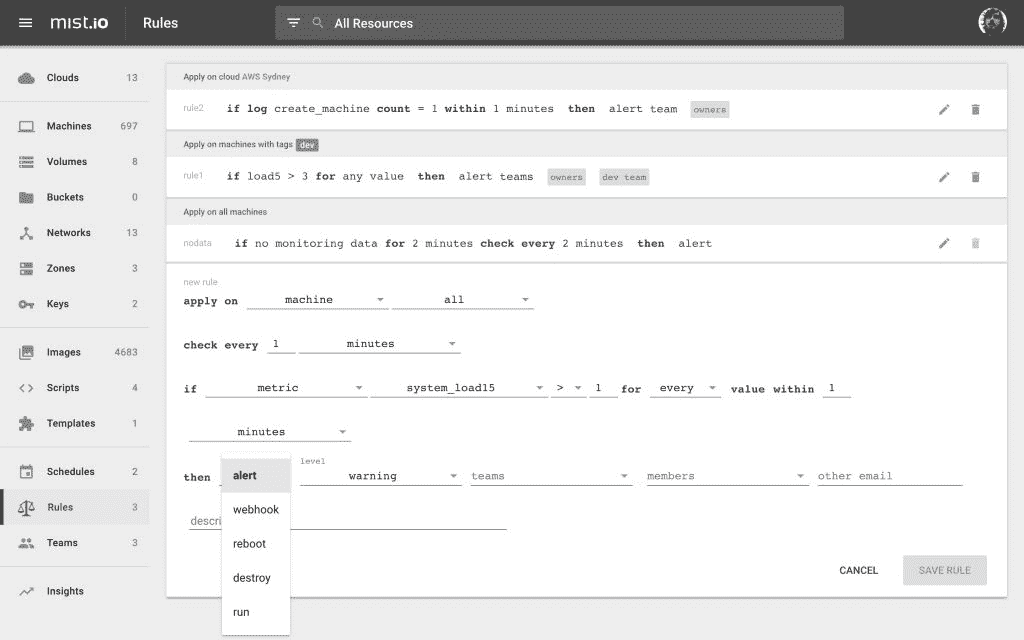 mist.io Rules All Resources
Clouds 13
Machines 697
Volumes 8
Buckets 0
Networks 13
Zones 3
Keys 2
Images 4683
Scripts 4
Templates 1
Schedules 2
Rules 3
Teams 3
Insights
Apply on cloud AWS Sydney
rule2 if log create_machine count = 1 within 1 minutes then alert team owners
Apply on machines with tags dev
rule1 if load5 > 3 for any value then alert teams owners dev team
Apply on all machines
nodata if no monitoring data for 2 minutes check every 2 minutes then alert
new rule
apply on machine all
check every 1 minutes
if metric system_load15 > 1 for every value within 1
minutes
level
then alert warning teams members other email
webhook
descri
reboot
destroy
run
CANCEL SAVE RULE